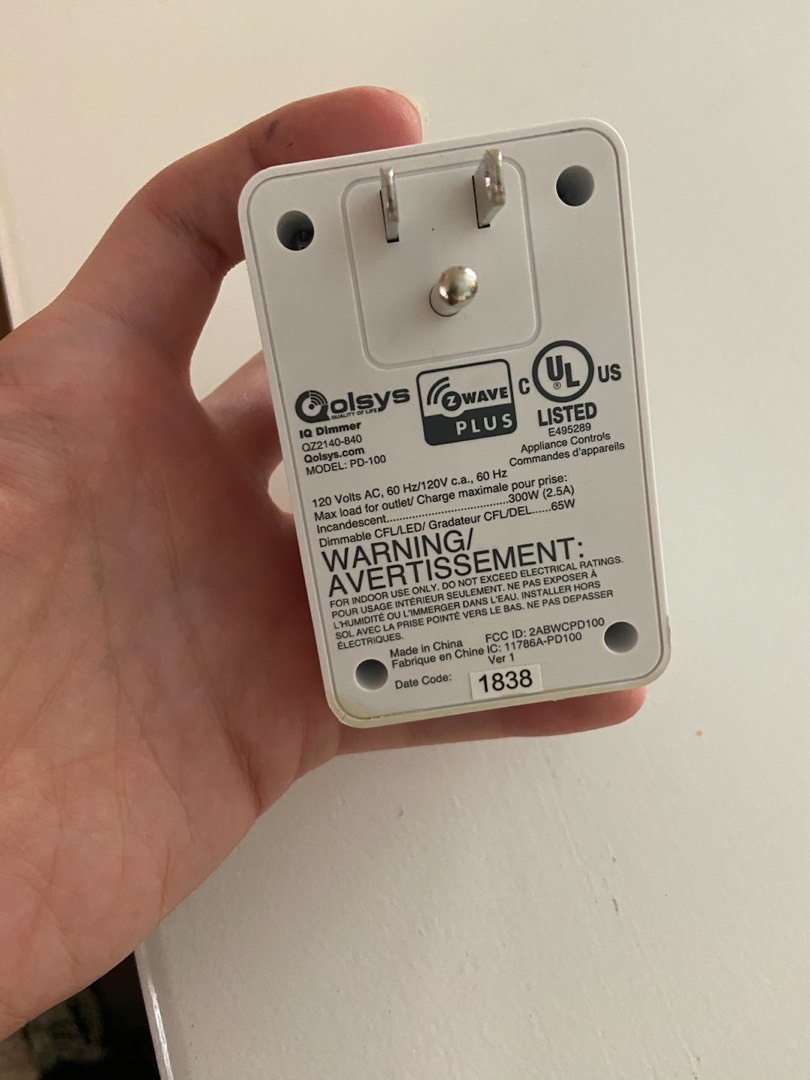 Qolsys
QUALITY OF LIFE
IQ Dimmer
QZ2140-840
Qolsys.com
MODEL: PD-100
Z WAVE
PLUS
C UL® US
LISTED
E495289
Appliance Controls
Commandes d'appareils
120 Volts AC, 60 Hz/120V c.a., 60 Hz
Max load for outlet/ Charge maximale pour prise:
Incandescent....................................300W (2.5A)
Dimmable CFL/LED/ Gradateur CFL/DEL......65W
WARNING/
AVERTISSEMENT:
FOR INDOOR USE ONLY. DO NOT EXCEED ELECTRICAL RATINGS.
POUR USAGE INTÉRIEUR SEULEMENT. NE PAS EXPOSER À
L'HUMIDITÉ OU L'IMMERGER DANS L'EAU. INSTALLER HORS
SOL AVEC LA PRISE POINTÉ VERS LE BAS. NE PAS DEPASSER
ÉLECTRIQUES.
Made in China FCC ID: 2ABWCPD100
Fabrique en Chine IC: 11786A-PD100
Ver 1
Date Code: 1838